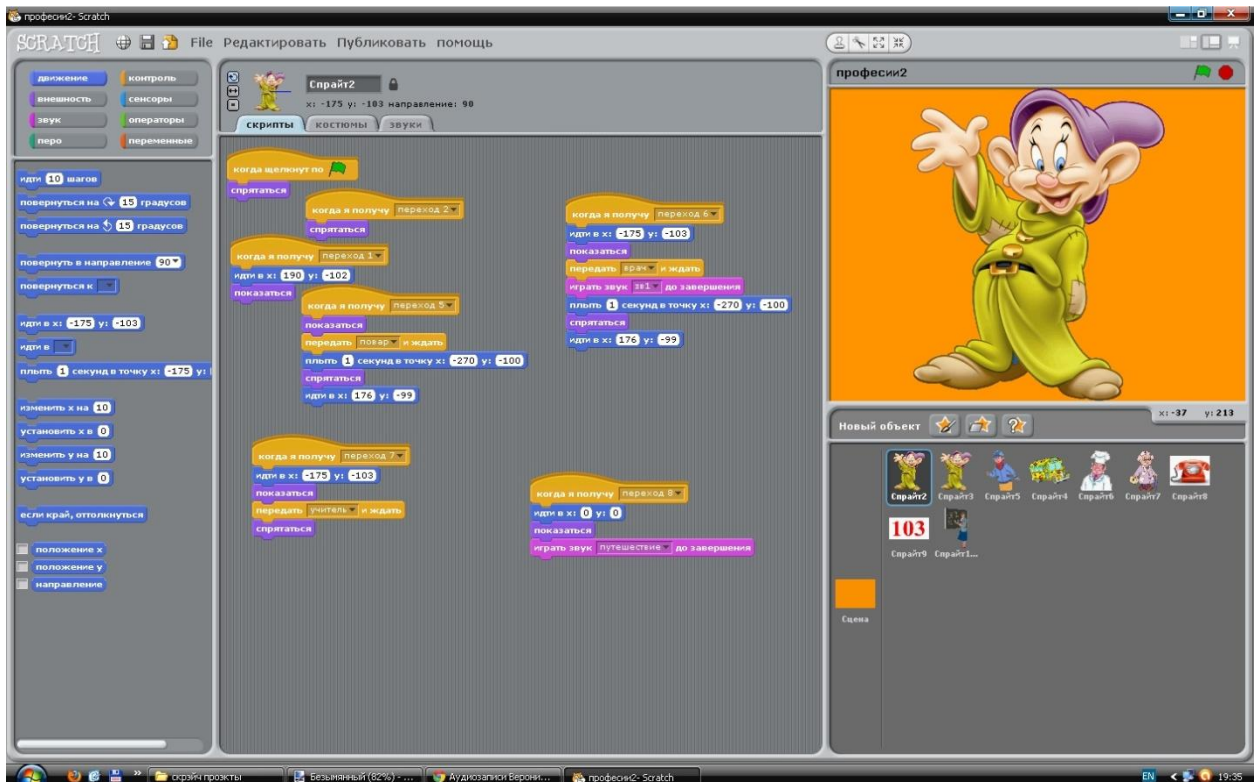 професии2- Scratch
SCRATCH File Редактировать Публиковать помощь
движение контроль
внешность сенсоры
звук операторы
перо переменные
идти 10 шагов
повернуться на 15 градусов
повернуться на 15 градусов
повернуть в направление 90
повернуться к
идти в x: -175 y: -103
идти в
плыть 1 секунд в точку x: -175 y:
изменить x на 10
установить x в 0
изменить y на 10
установить y в 0
если край, оттолкнуться
положение x
положение y
направление
Спрайт2
x: -175 y: -103 направление: 90
скрипты костюмы звуки
когда щелкнут по
спрятаться
когда я получу переход 2
спрятаться
когда я получу переход 1
идти в x: 190 y: -102
показаться
когда я получу переход 5
показаться
передать повар и ждать
плыть 1 секунд в точку x: -270 y: -100
спрятаться
идти в x: 176 y: -99
когда я получу переход 6
идти в x: -175 y: -103
показаться
передать врач и ждать
играть звук зв1 до завершения
плыть 1 секунд в точку x: -270 y: -100
спрятаться
идти в x: 176 y: -99
когда я получу переход 7
идти в x: -175 y: -103
показаться
передать учитель и ждать
спрятаться
когда я получу переход 8
идти в x: 0 y: 0
показаться
играть звук путешествие до завершения
професии2
x: -37 y: 213
Новый объект
Спрайт2 Спрайт3 Спрайт5 Спрайт4 Спрайт6 Спрайт7 Спрайт8
103
Спрайт9 Спрайт1...
Сцена
скрэйч проэкты Безымянный (82%) - ... Аудиозаписи Верони... професии2- Scratch EN 19:35